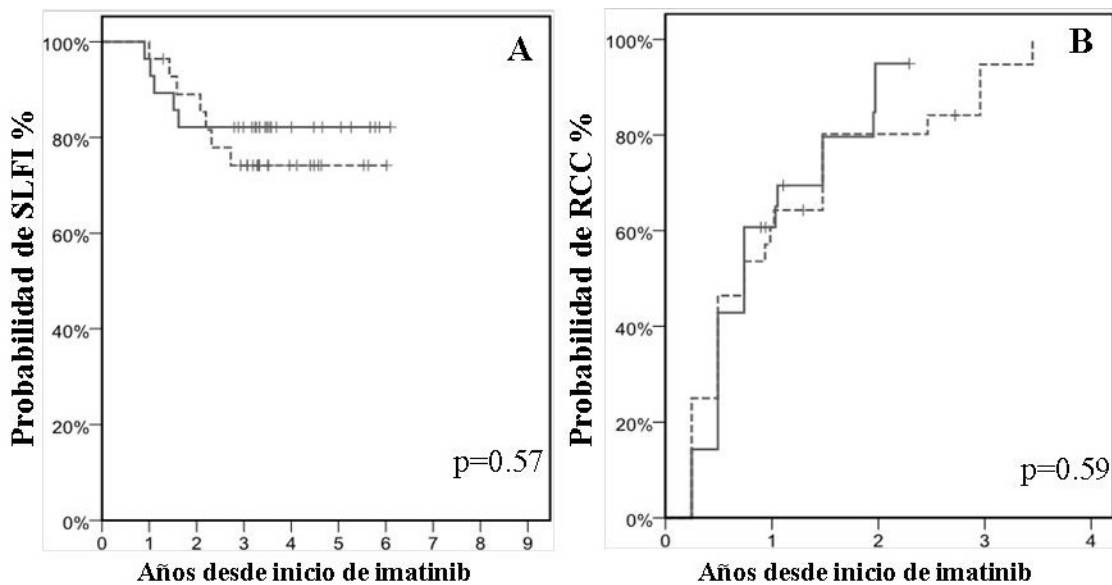 A
Probabilidad de SLFI %
100%
80%
60%
40%
20%
0%
p=0.57
0 1 2 3 4 5 6 7 8 9
Años desde inicio de imatinib
B
Probabilidad de RCC %
100%
80%
60%
40%
20%
0%
p=0.59
0 1 2 3 4
Años desde inicio de imatinib